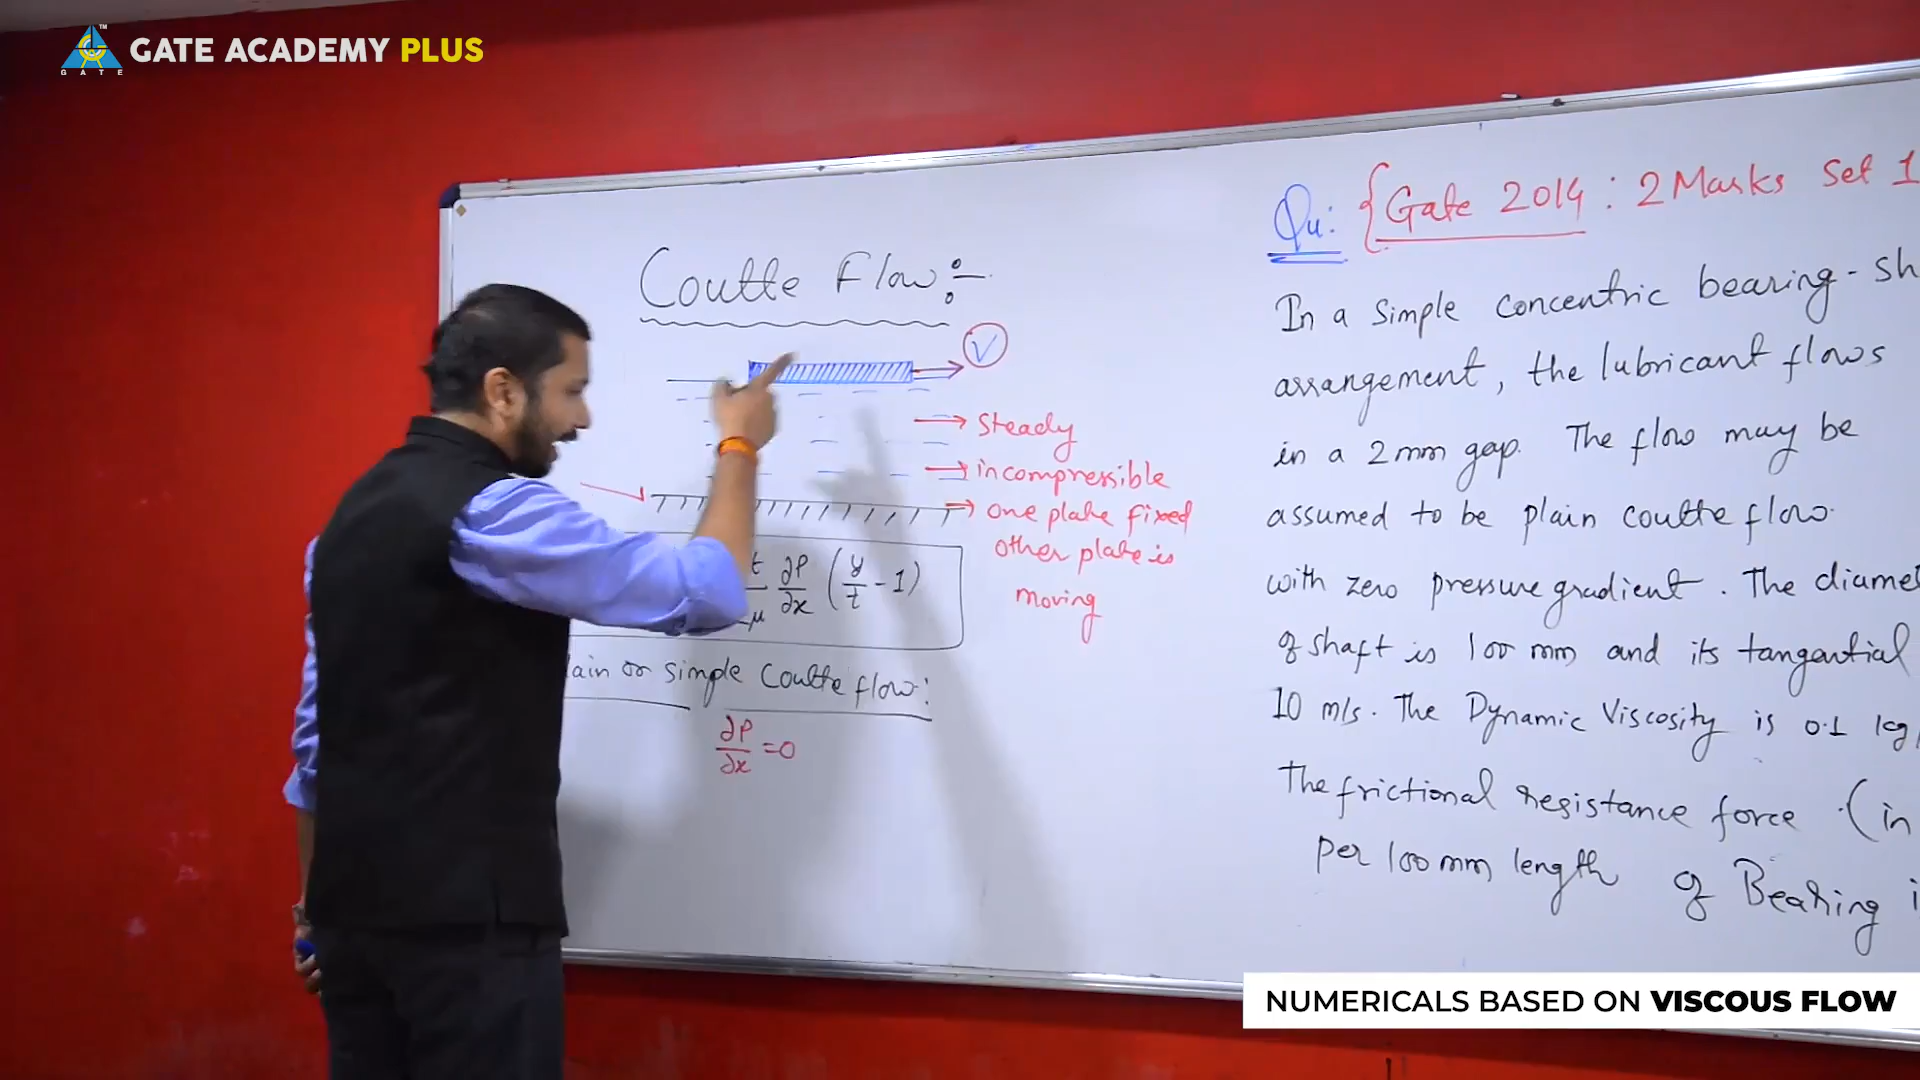 GATE ACADEMY PLUS
GATE
TM
Coutte Flow:-
V
→ Steady
→ incompressible
→ one plate fixed
other plate is
moving
t/μ ∂P/∂x (y/t - 1)
lain or simple Coutte flow:
∂P/∂x = 0
Qu: {Gate 2014 : 2 Marks Set 1
In a simple concentric bearing - sh
arrangement, the lubricant flows
in a 2 mm gap. The flow may be
assumed to be plain coutte flow.
with zero pressure gradient. The diamet
of shaft is 100 mm and its tangential
10 m/s. The Dynamic Viscosity is 0.1 kg
The frictional resistance force (in
per 100 mm length of Bearing i
NUMERICALS BASED ON VISCOUS FLOW